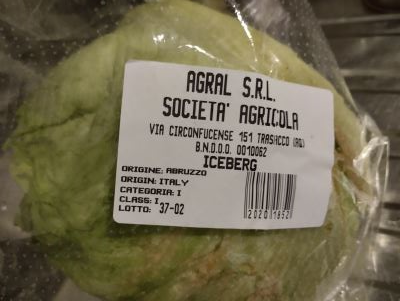 AGRAL S.R.L.
SOCIETA' AGRICOLA
VIA CIRCONFUCENSE 151 TRASACCO (AQ)
B.N.D.O.O. 0010062
ICEBERG
ORIGINE: ABRUZZO
ORIGIN: ITALY
CATEGORIA: I
CLASS: I
LOTTO: 37-02
20201852